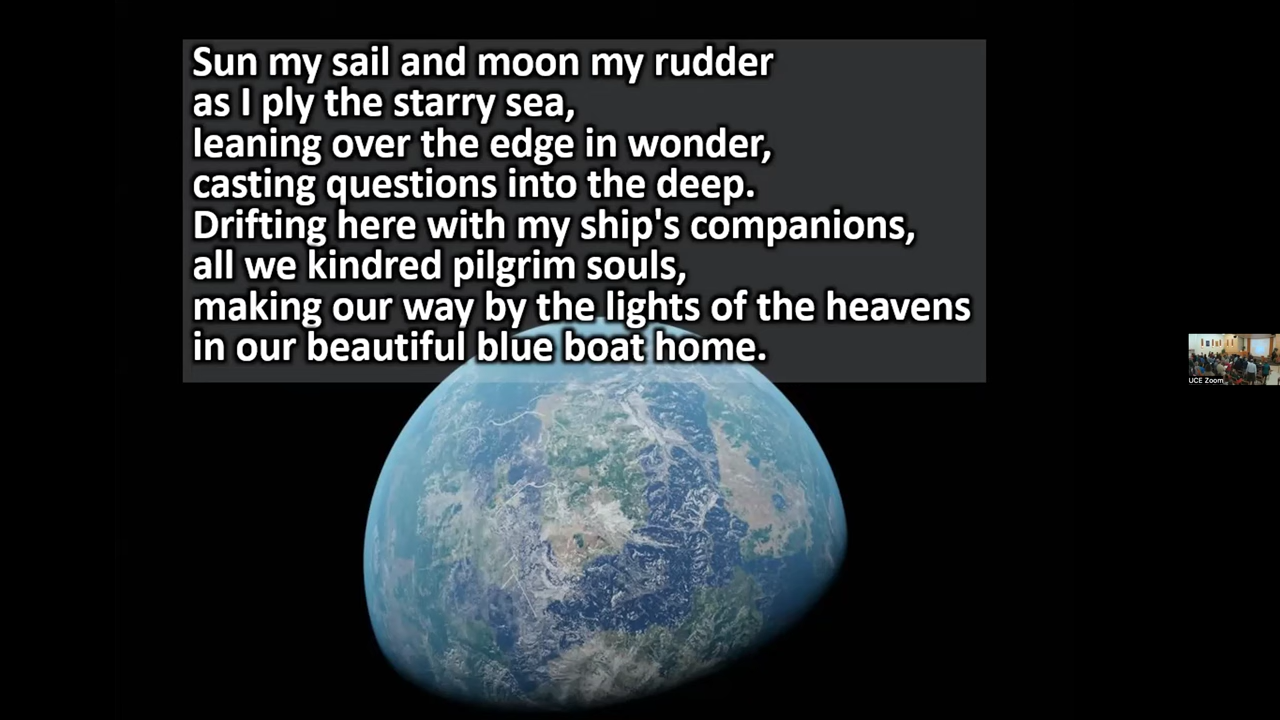 Sun my sail and moon my rudder
as I ply the starry sea,
leaning over the edge in wonder,
casting questions into the deep.
Drifting here with my ship's companions,
all we kindred pilgrim souls,
making our way by the lights of the heavens
in our beautiful blue boat home.
UCE Zoom